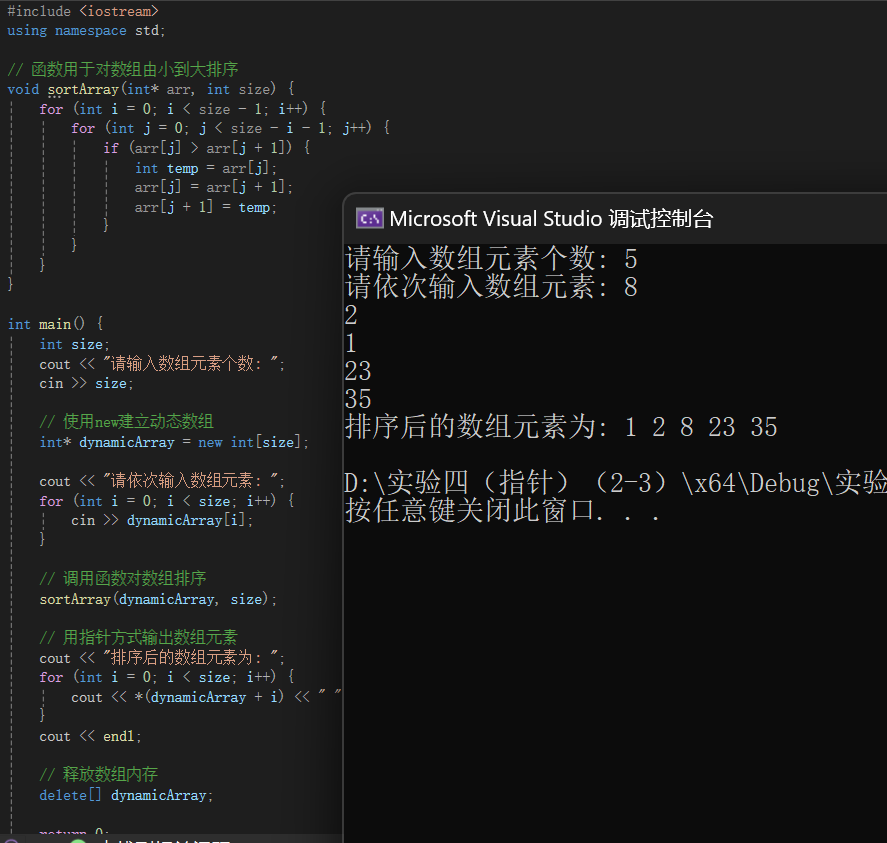 #include <iostream>
using namespace std;
// 函数用于对数组由小到大排序
void sortArray(int* arr, int size) {
for (int i = 0; i < size - 1; i++) {
for (int j = 0; j < size - i - 1; j++) {
if (arr[j] > arr[j + 1]) {
int temp = arr[j];
arr[j] = arr[j + 1];
arr[j + 1] = temp;
}
}
}
}
int main() {
int size;
cout << "请输入数组元素个数: ";
cin >> size;
// 使用new建立动态数组
int* dynamicArray = new int[size];
cout << "请依次输入数组元素: ";
for (int i = 0; i < size; i++) {
cin >> dynamicArray[i];
}
// 调用函数对数组排序
sortArray(dynamicArray, size);
// 用指针方式输出数组元素
cout << "排序后的数组元素为: ";
for (int i = 0; i < size; i++) {
cout << *(dynamicArray + i) << " "
}
cout << endl;
// 释放数组内存
delete[] dynamicArray;
return 0;
Microsoft Visual Studio 调试控制台
请输入数组元素个数: 5
请依次输入数组元素: 8
2
1
23
35
排序后的数组元素为: 1 2 8 23 35
D:\实验四（指针）（2-3）\x64\Debug\实验
按任意键关闭此窗口. . .